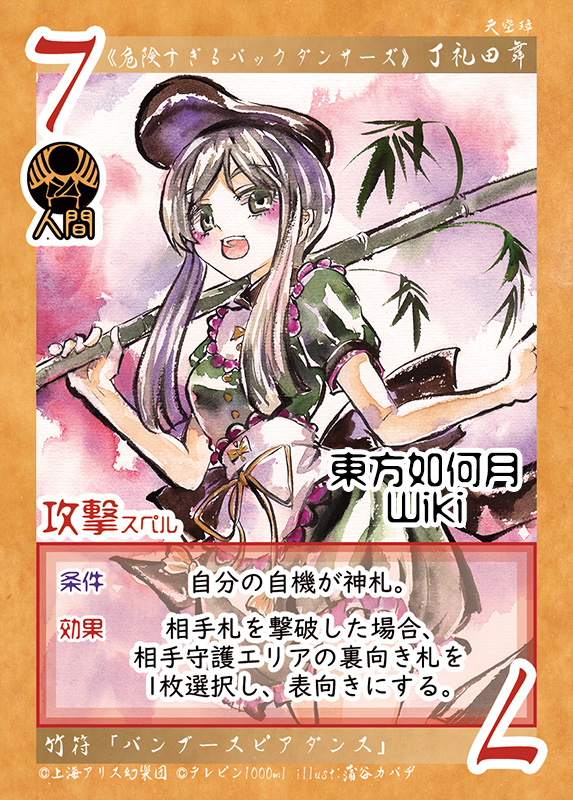 天空璋
7
《危険すぎるバックダンサーズ》 丁礼田 舞
人間
東方如何月
Wiki
攻撃スペル
条件 自分の自機が神札。
効果 相手札を撃破した場合、
相手守護エリアの裏向き札を
1枚選択し、表向きにする。
竹符「バンブースピアダンス」
7
©上海アリス幻樂団 ©テレビン1000ml illust:蒲谷カバヂ